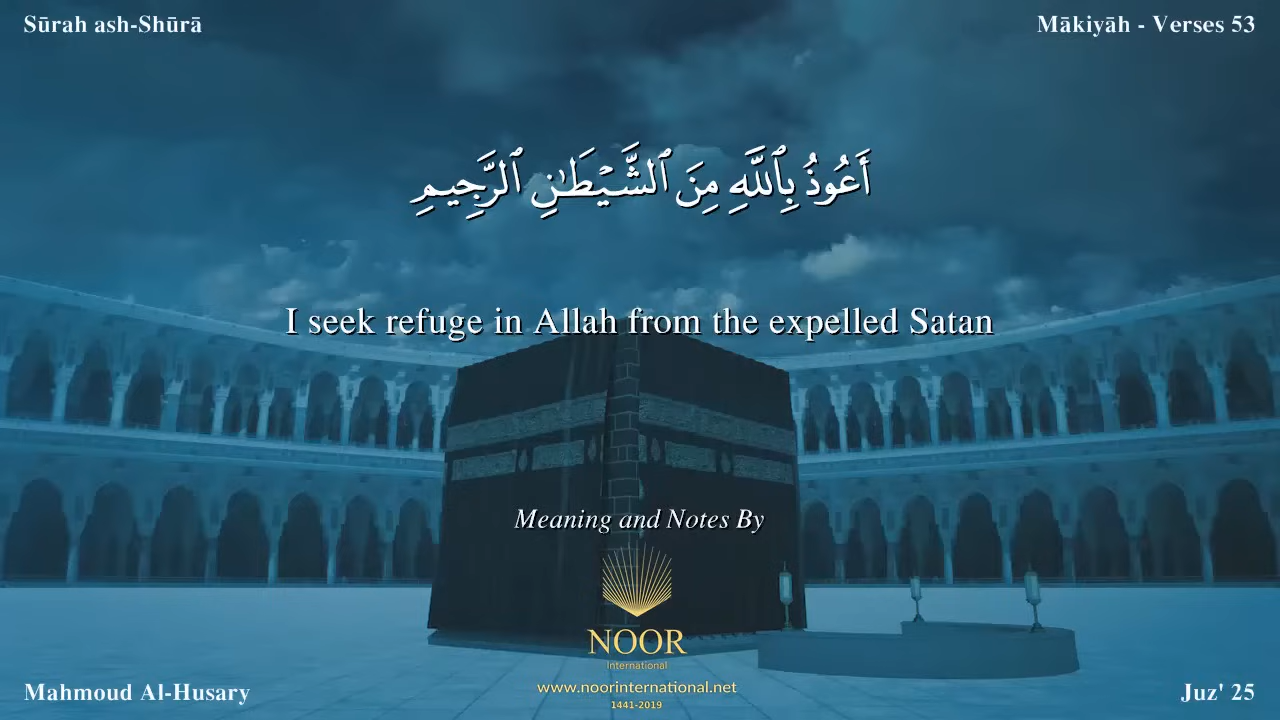 Sūrah ash-Shūrā
Mākiyāh - Verses 53
أَعُوذُ بِٱللَّهِ مِنَ ٱلشَّيْطَـٰنِ ٱلرَّجِيمِ
I seek refuge in Allah from the expelled Satan
Meaning and Notes By
NOOR
International
www.noorinternational.net
1441-2019
Mahmoud Al-Husary
Juz' 25